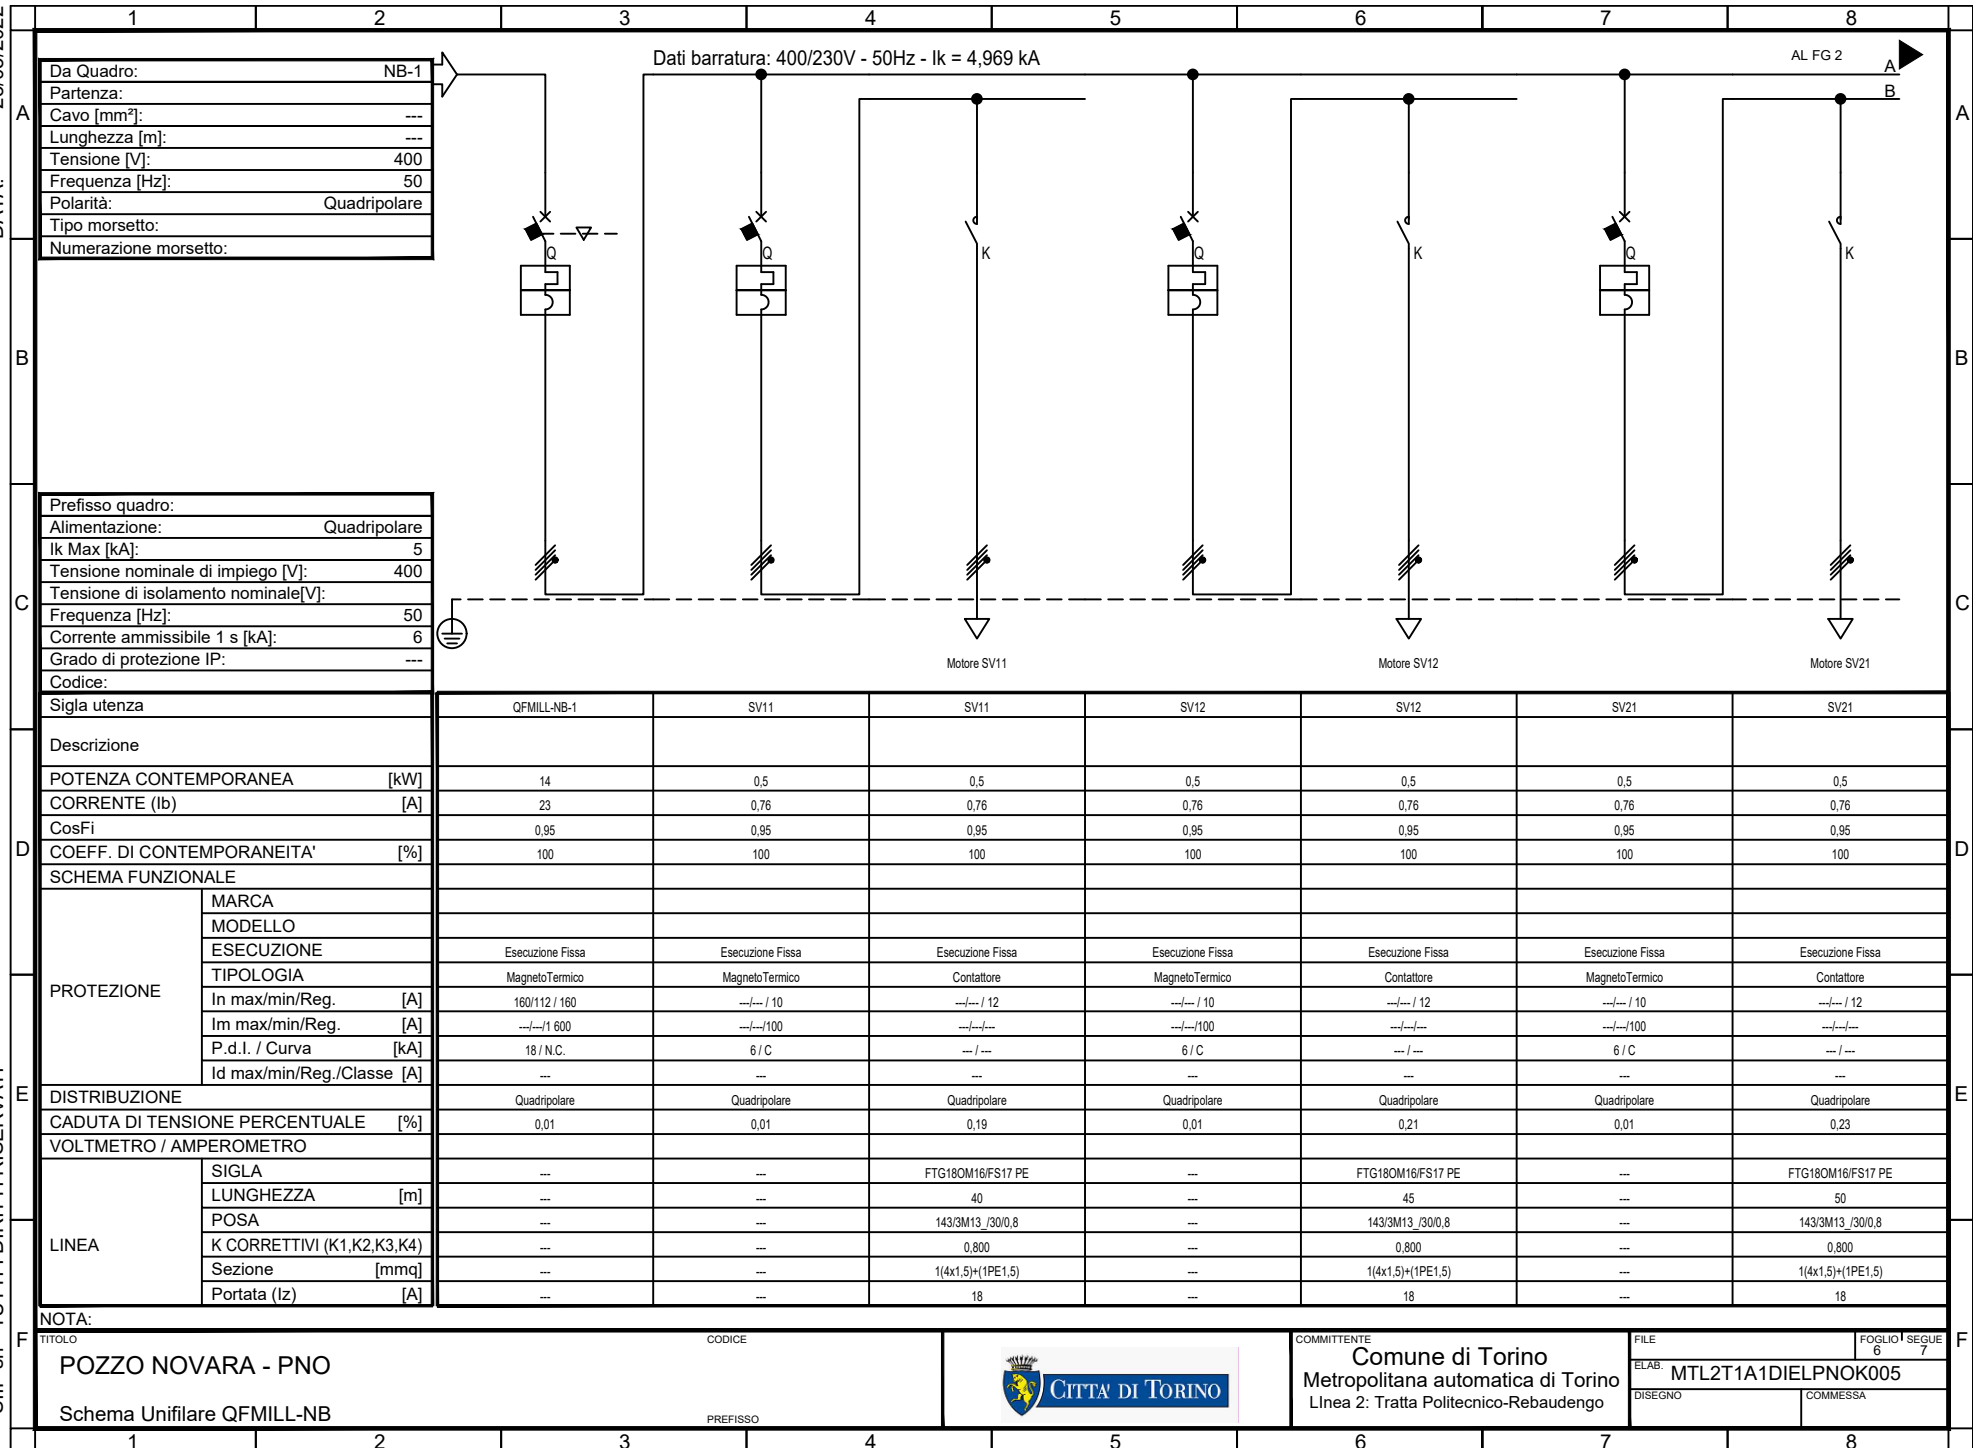 1 2 3 4 5 6 7 8
Dati barratura: 400/230V - 50Hz - Ik = 4,969 kA
AL FG 2
A
B
Da Quadro: NB-1
Partenza:
Cavo [mm²]: ---
Lunghezza [m]: ---
Tensione [V]: 400
Frequenza [Hz]: 50
Polarità: Quadripolare
Tipo morsetto:
Numerazione morsetto:
A A
Q Q K Q K Q K
B B
Prefisso quadro:
Alimentazione: Quadripolare
Ik Max [kA]: 5
Tensione nominale di impiego [V]: 400
Tensione di isolamento nominale[V]:
Frequenza [Hz]: 50
Corrente ammissibile 1 s [kA]: 6
Grado di protezione IP: ---
Codice:
C C
Motore SV11 Motore SV12 Motore SV21
Sigla utenza QFMILL-NB-1 SV11 SV11 SV12 SV12 SV21 SV21
Descrizione
POTENZA CONTEMPORANEA [kW] 14 0,5 0,5 0,5 0,5 0,5 0,5
CORRENTE (Ib) [A] 23 0,76 0,76 0,76 0,76 0,76 0,76
CosFi 0,95 0,95 0,95 0,95 0,95 0,95 0,95
D COEFF. DI CONTEMPORANEITA' [%] 100 100 100 100 100 100 100 D
SCHEMA FUNZIONALE
PROTEZIONE
MARCA
MODELLO
ESECUZIONE Esecuzione Fissa Esecuzione Fissa Esecuzione Fissa Esecuzione Fissa Esecuzione Fissa Esecuzione Fissa Esecuzione Fissa
TIPOLOGIA MagnetoTermico MagnetoTermico Contattore MagnetoTermico Contattore MagnetoTermico Contattore
In max/min/Reg. [A] 160/112 / 160 ---/--- / 10 ---/--- / 12 ---/--- / 10 ---/--- / 12 ---/--- / 10 ---/--- / 12
Im max/min/Reg. [A] ---/---/1 600 ---/---/100 ---/---/--- ---/---/100 ---/---/--- ---/---/100 ---/---/---
P.d.I. / Curva [kA] 18 / N.C. 6 / C --- / --- 6 / C --- / --- 6 / C --- / ---
Id max/min/Reg./Classe [A] --- --- --- --- --- --- ---
E E
DISTRIBUZIONE Quadripolare Quadripolare Quadripolare Quadripolare Quadripolare Quadripolare Quadripolare
CADUTA DI TENSIONE PERCENTUALE [%] 0,01 0,01 0,19 0,01 0,21 0,01 0,23
VOLTMETRO / AMPEROMETRO
LINEA
SIGLA --- --- FTG18OM16/FS17 PE --- FTG18OM16/FS17 PE --- FTG18OM16/FS17 PE
LUNGHEZZA [m] --- --- 40 --- 45 --- 50
POSA --- --- 143/3M13_/30/0,8 --- 143/3M13_/30/0,8 --- 143/3M13_/30/0,8
K CORRETTIVI (K1,K2,K3,K4) --- --- 0,800 --- 0,800 --- 0,800
Sezione [mmq] --- --- 1(4x1,5)+(1PE1,5) --- 1(4x1,5)+(1PE1,5) --- 1(4x1,5)+(1PE1,5)
Portata (Iz) [A] --- --- 18 --- 18 --- 18
NOTA:
F F
TITOLO
POZZO NOVARA - PNO
Schema Unifilare QFMILL-NB
CODICE
PREFISSO
CITTA' DI TORINO
COMMITTENTE
Comune di Torino
Metropolitana automatica di Torino
LInea 2: Tratta Politecnico-Rebaudengo
FILE
FOGLIO 6
SEGUE 7
ELAB. MTL2T1A1DIELPNOK005
DISEGNO
COMMESSA
1 2 3 4 5 6 7 8